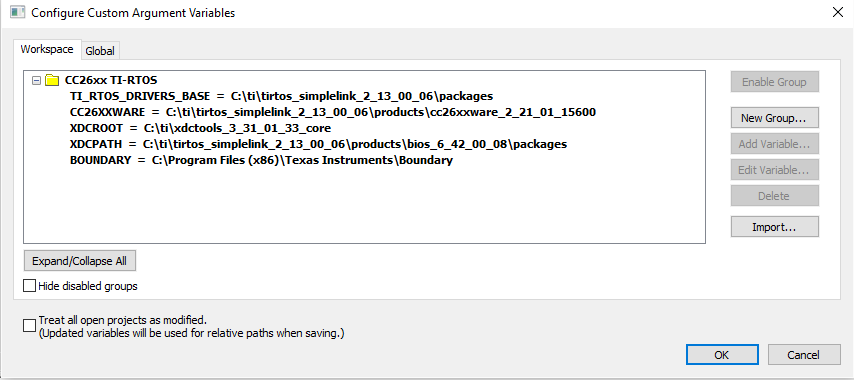 Configure Custom Argument Variables
Workspace
Global
CC26xx TI-RTOS
TI_RTOS_DRIVERS_BASE = C:\ti\tirtos_simplelink_2_13_00_06\packages
CC26XXWARE = C:\ti\tirtos_simplelink_2_13_00_06\products\cc26xxware_2_21_01_15600
XDCROOT = C:\ti\xdctools_3_31_01_33_core
XDCPATH = C:\ti\tirtos_simplelink_2_13_00_06\products\bios_6_42_00_08\packages
BOUNDARY = C:\Program Files (x86)\Texas Instruments\Boundary
Enable Group
New Group...
Add Variable...
Edit Variable...
Delete
Import...
Expand/Collapse All
Hide disabled groups
Treat all open projects as modified.
(Updated variables will be used for relative paths when saving.)
OK
Cancel